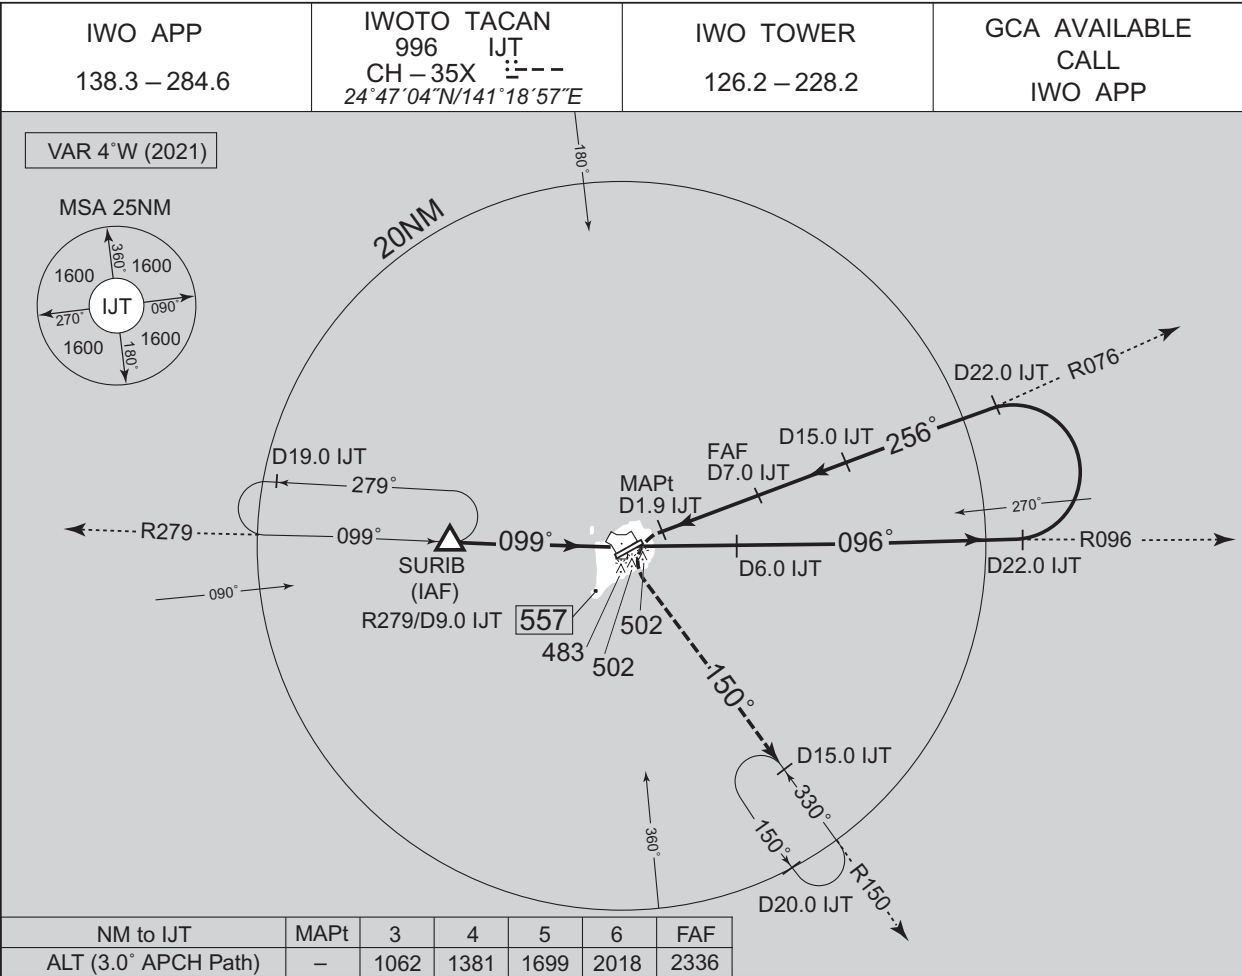 IWO APP
138.3 – 284.6
IWOTO TACAN
996 IJT
CH – 35X
24°47′04″N/141°18′57″E
IWO TOWER
126.2 – 228.2
GCA AVAILABLE
CALL
IWO APP
VAR 4°W (2021)
MSA 25NM
360°
1600
1600
IJT
090°
270°
1600
1600
180°
180°
20NM
D22.0 IJT
R076
256°
D15.0 IJT
FAF
D7.0 IJT
MAPt
D1.9 IJT
D19.0 IJT
279°
270°
R279
099°
099°
096°
R096
SURIB
(IAF)
R279/D9.0 IJT
D6.0 IJT
D22.0 IJT
090°
557
502
483
502
150°
D15.0 IJT
330°
150°
360°
R150
D20.0 IJT
NM to IJT MAPt 3 4 5 6 FAF
ALT (3.0° APCH Path) – 1062 1381 1699 2018 2336